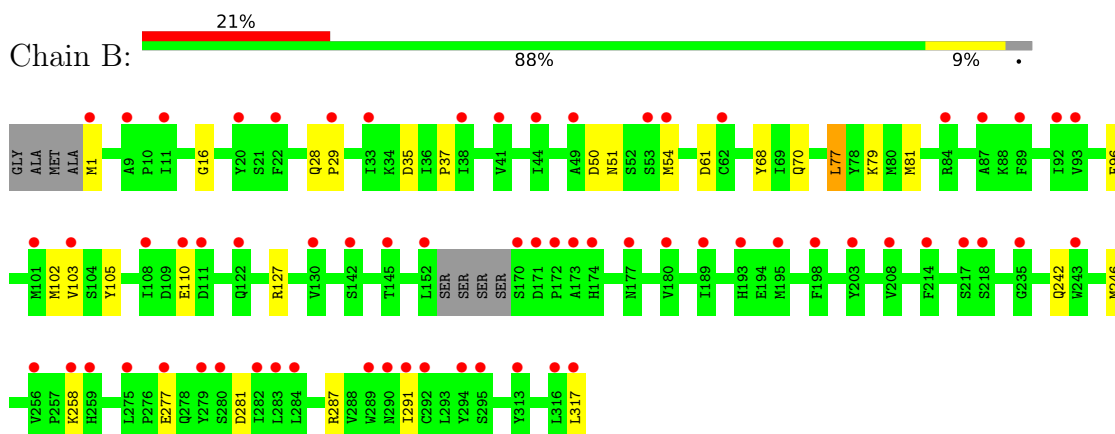 21%
Chain B:
88% 9% •
GLY ALA MET ALA M1 A9 P10 I11 G16 Y20 S21 F22 Q28 P29 I33 K34 D35 I36 P37 I38 V41 I44 A49 D50 N51 S52 S53 M54 D61 C62 Y68 I69 Q70 L77 Y78 K79 M80 M81 R84 A87 K88 F89 I92 V93
M101 M102 V103 S104 Y105 I108 D109 E110 D111 Q122 R127 V130 S142 T145 L152 SER SER SER SER S170 D171 P172 A173 H174 N177 V180 I189 H193 E194 M195 F198 Y203 V208 F214 S217 S218 G235 Q242 W243
V256 P257 K258 H259 L275 P276 E277 Q278 Y279 S280 D281 I282 L283 L284 R287 V288 W289 N290 I291 C292 L293 Y294 S295 Y313 L316 L317